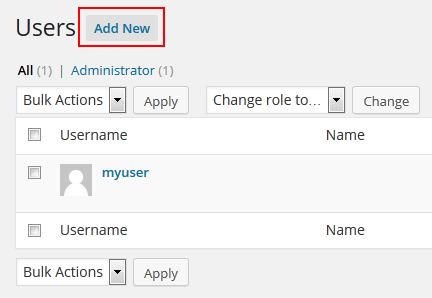 Users Add New
All (1) | Administrator (1)
Bulk Actions Apply Change role to... Change
Username Name
myuser
Username Name
Bulk Actions Apply